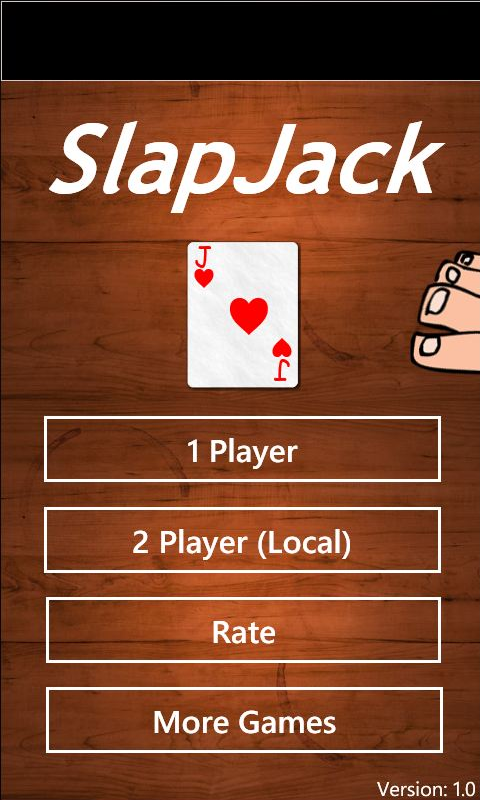 SlapJack
J
J
1 Player
2 Player (Local)
Rate
More Games
Version: 1.0